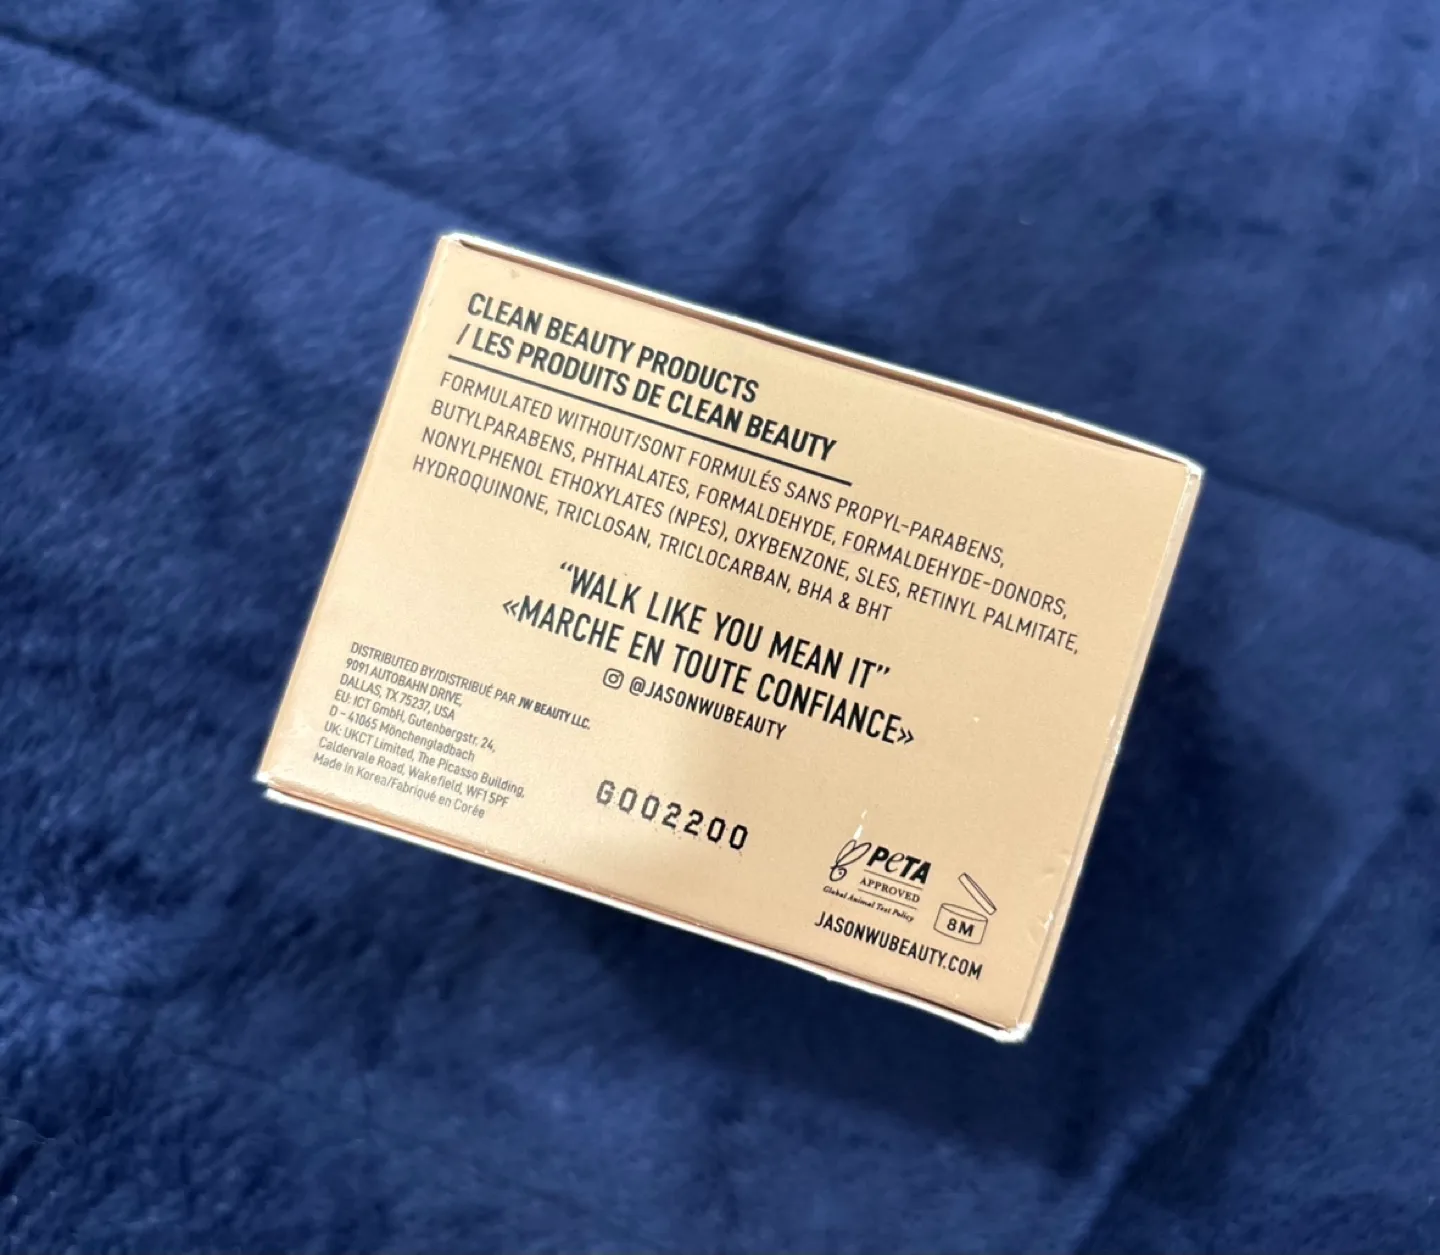 CLEAN BEAUTY PRODUCTS
/ LES PRODUITS DE CLEAN BEAUTY
FORMULATED WITHOUT/SONT FORMULÉS SANS PROPYL-PARABENS,
BUTYLPARABENS, PHTHALATES, FORMALDEHYDE, FORMALDEHYDE-DONORS,
NONYLPHENOL ETHOXYLATES (NPES), OXYBENZONE, SLES, RETINYL PALMITATE,
HYDROQUINONE, TRICLOSAN, TRICLOCARBAN, BHA & BHT
“WALK LIKE YOU MEAN IT”
«MARCHE EN TOUTE CONFIANCE»
@JASONWUBEAUTY
DISTRIBUTED BY/DISTRIBUÉ PAR JW BEAUTY LLC.
9091 AUTOBAHN DRIVE,
DALLAS, TX 75237, USA
EU: ICT GmbH, Gutenbergstr. 24,
D - 41065 Mönchengladbach
UK: UKCT Limited, The Picasso Building,
Caldervale Road, Wakefield, WF1 5PF
Made in Korea/Fabriqué en Corée
G002200
PETA
APPROVED
Global Animal Test Policy
8M
JASONWUBEAUTY.COM